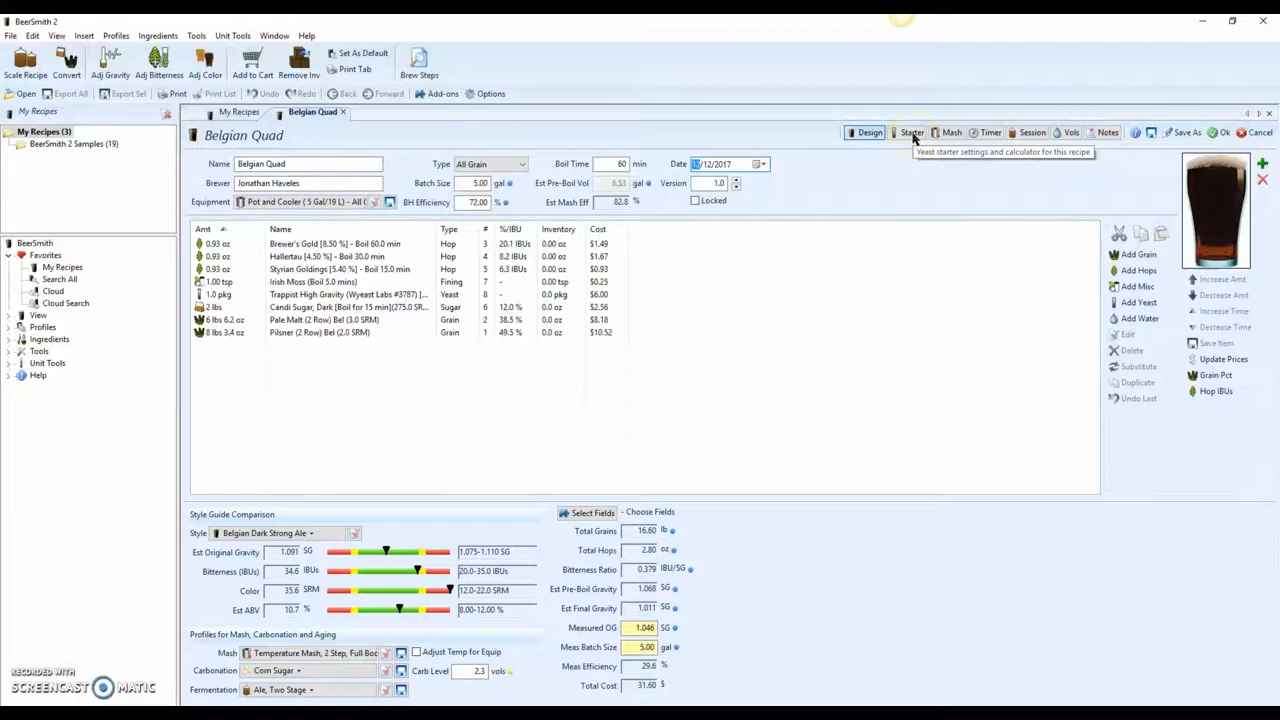 BeerSmith 2
File Edit View Insert Profiles Ingredients Tools Unit Tools Window Help
Scale Recipe Convert Adj Gravity Adj Bitterness Adj Color Add to Cart Remove Inv Set As Default Print Tab Brew Steps
Open Export All Export Sel Print Print List Undo Redo Back Forward Add-ons Options
My Recipes
My Recipes (3)
BeerSmith 2 Samples (19)
BeerSmith
Favorites
My Recipes
Search All
Cloud
Cloud Search
View
Profiles
Ingredients
Tools
Unit Tools
Help
My Recipes Belgian Quad
Belgian Quad
Design Starter Mash Timer Session Vols Notes Save As Ok Cancel
Yeast starter settings and calculator for this recipe
Name Belgian Quad Type All Grain Boil Time 60 min Date /12/2017
Brewer Jonathan Haveles Batch Size 5.00 gal Est Pre-Boil Vol 6.53 gal Version 1.0
Equipment Pot and Cooler ( 5 Gal/19 L) - All BH Efficiency 72.00 % Est Mash Eff 82.8 % Locked
Amt Name Type # %/IBU Inventory Cost
0.93 oz Brewer's Gold [8.50 %] - Boil 60.0 min Hop 3 20.1 IBUs 0.00 oz $1.49
0.93 oz Hallertau [4.50 %] - Boil 30.0 min Hop 4 8.2 IBUs 0.00 oz $1.67
0.93 oz Styrian Goldings [5.40 %] - Boil 15.0 min Hop 5 6.3 IBUs 0.00 oz $0.93
1.00 tsp Irish Moss (Boil 5.0 mins) Fining 7 - 0.00 tsp $0.25
1.0 pkg Trappist High Gravity (Wyeast Labs #3787) [... Yeast 8 - 0.0 pkg $6.00
2 lbs Candi Sugar, Dark [Boil for 15 min](275.0 SR... Sugar 6 12.0 % 0.0 oz $2.56
6 lbs 6.2 oz Pale Malt (2 Row) Bel (3.0 SRM) Grain 2 38.5 % 0.0 oz $8.18
8 lbs 3.4 oz Pilsner (2 Row) Bel (2.0 SRM) Grain 1 49.5 % 0.0 oz $10.52
Add Grain
Add Hops
Add Misc
Add Yeast
Add Water
Edit
Delete
Substitute
Duplicate
Undo Last
Increase Amt
Decrease Amt
Increase Time
Decrease Time
Save Item
Update Prices
Grain Pct
Hop IBUs
Style Guide Comparison
Style Belgian Dark Strong Ale
Est Original Gravity 1.091 SG 1.075-1.110 SG
Bitterness (IBUs) 34.6 IBUs 20.0-35.0 IBUs
Color 35.6 SRM 12.0-22.0 SRM
Est ABV 10.7 % 8.00-12.00 %
Profiles for Mash, Carbonation and Aging
Mash Temperature Mash, 2 Step, Full Bod Adjust Temp for Equip
Carbonation Corn Sugar Carb Level 2.3 vols
Fermentation Ale, Two Stage
Select Fields - Choose Fields
Total Grains 16.60 lb
Total Hops 2.80 oz
Bitterness Ratio 0.379 IBU/SG
Est Pre-Boil Gravity 1.068 SG
Est Final Gravity 1.011 SG
Measured OG 1.046 SG
Meas Batch Size 5.00 gal
Meas Efficiency 29.6 %
Total Cost 31.60 $
RECORDED WITH
SCREENCAST MATIC